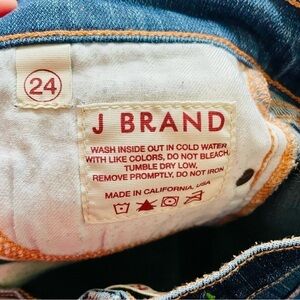 24
J BRAND
WASH INSIDE OUT IN COLD WATER
WITH LIKE COLORS, DO NOT BLEACH,
TUMBLE DRY LOW,
REMOVE PROMPTLY, DO NOT IRON
MADE IN CALIFORNIA, USA